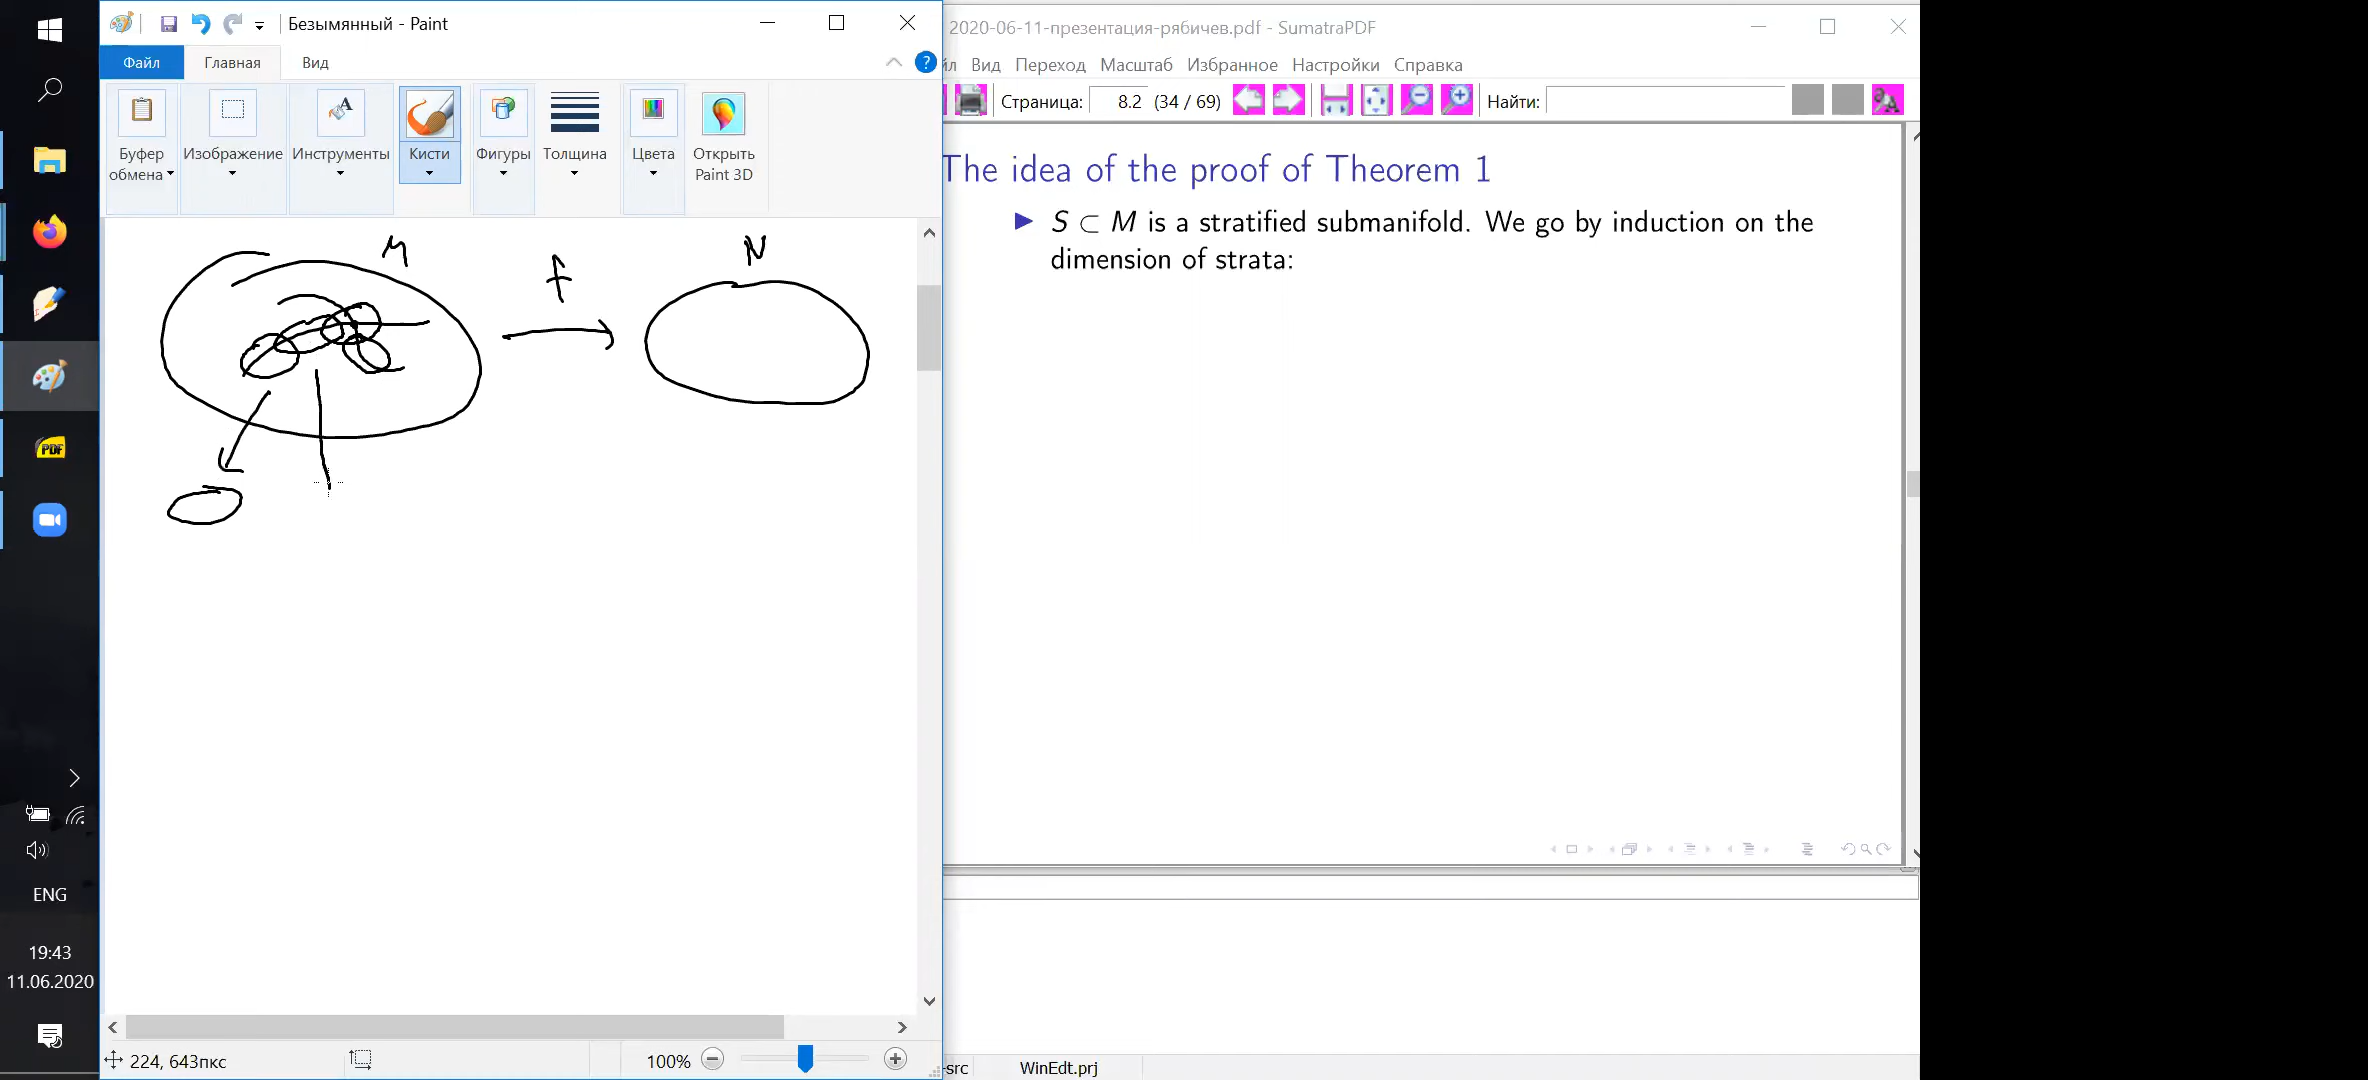 Безымянный - Paint
Файл Главная Вид
Буфер обмена
Изображение
Инструменты
Кисти
Фигуры
Толщина
Цвета
Открыть Paint 3D
M
f
N
224, 643пкс
100%
PDF
ENG
19:43
11.06.2020
2020-06-11-презентация-рябичев.pdf - SumatraPDF
йл Вид Переход Масштаб Избранное Настройки Справка
Страница: 8.2 (34 / 69) Найти:
The idea of the proof of Theorem 1
S ⊂ M is a stratified submanifold. We go by induction on the
dimension of strata:
-src WinEdt.prj